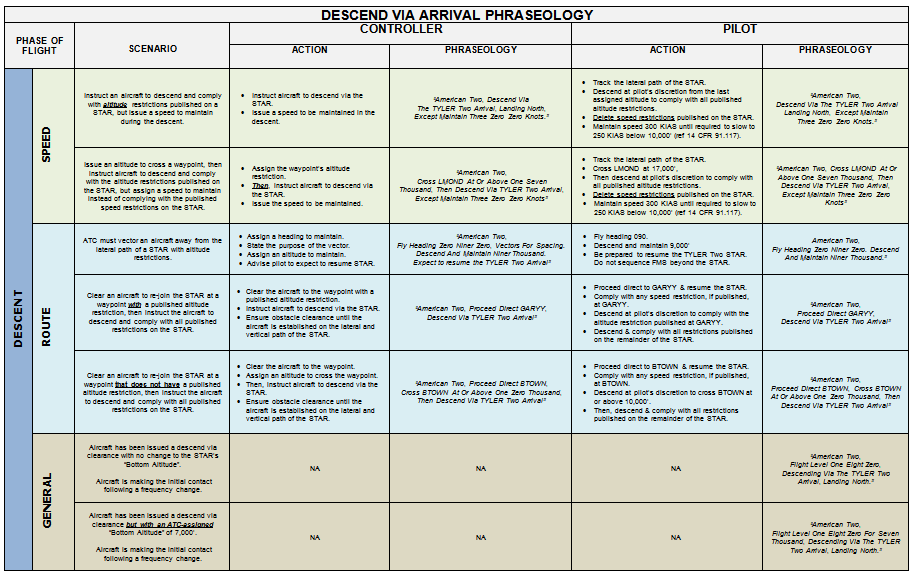 DESCEND VIA ARRIVAL PHRASEOLOGY
PHASE OF
FLIGHT
SCENARIO
CONTROLLER
PILOT
ACTION
PHRASEOLOGY
ACTION
PHRASEOLOGY
DESCENT
SPEED
Instruct an aircraft to descend and comply
with altitude restrictions published on a
STAR, but issue a speed to maintain
during the descent.
• Instruct aircraft to descend via the
STAR.
• Issue a speed to be maintained in the
descent.
"American Two, Descend Via
The TYLER Two Arrival, Landing North,
Except Maintain Three Zero Zero Knots."
• Track the lateral path of the STAR.
• Descend at pilot's discretion from the last
assigned altitude to comply with all published
altitude restrictions.
• Delete speed restrictions published on the STAR.
• Maintain speed 300 KIAS until required to slow to
250 KIAS below 10,000' (ref 14 CFR 91.117).
"American Two,
Descend Via The TYLER Two Arrival
Landing North, Except Maintain
Three Zero Zero Knots."
Issue an altitude to cross a waypoint, then
instruct aircraft to descend and comply
with the altitude restrictions published on
the STAR, but assign a speed to maintain
instead of complying with the published
speed restrictions on the STAR.
• Assign the waypoint's altitude
restriction.
• Then, instruct aircraft to descend via
the STAR.
• Issue the speed to be maintained.
"American Two,
Cross LMOND At Or Above One Seven
Thousand, Then Descend Via TYLER Two Arrival,
Except Maintain Three Zero Zero Knots"
• Track the lateral path of the STAR.
• Cross LMOND at 17,000',
• Then descend at pilot's discretion to comply with
all published altitude restrictions.
• Delete speed restrictions published on the STAR.
• Maintain speed 300 KIAS until required to slow to
250 KIAS below 10,000' (ref 14 CFR 91.117).
"American Two, Cross LMOND At Or
Above One Seven Thousand, Then
Descend Via TYLER Two Arrival,
Except Maintain Three Zero Zero
Knots"
ROUTE
ATC must vector an aircraft away from the
lateral path of a STAR with altitude
restrictions.
• Assign a heading to maintain.
• State the purpose of the vector.
• Assign an altitude to maintain.
• Advise pilot to expect to resume STAR.
"American Two,
Fly Heading Zero Niner Zero, Vectors For Spacing.
Descend And Maintain Niner Thousand.
Expect to resume the TYLER Two Arrival"
• Fly heading 090.
• Descend and maintain 9,000'
• Be prepared to resume the TYLER Two STAR.
Do not sequence FMS beyond the STAR.
American Two,
Fly Heading Zero Niner Zero. Descend
And Maintain Niner Thousand."
Clear an aircraft to re-join the STAR at a
waypoint with a published altitude
restriction, then instruct the aircraft to
descend and comply with all published
restrictions on the STAR.
• Clear the aircraft to the waypoint with a
published altitude restriction.
• Instruct aircraft to descend via the STAR.
• Ensure obstacle clearance until the
aircraft is established on the lateral and
vertical path of the STAR.
"American Two, Proceed Direct GARYY,
Descend Via TYLER Two Arrival"
• Proceed direct to GARYY & resume the STAR.
• Comply with any speed restriction, if published,
at GARYY.
• Descend at pilot's discretion to comply with the
altitude restriction published at GARYY.
• Descend & comply with all restrictions published
on the remainder of the STAR.
"American Two,
Proceed Direct GARYY,
Descend Via TYLER Two Arrival"
Clear an aircraft to re-join the STAR at a
waypoint that does not have a published
altitude restriction, then instruct the aircraft
to descend and comply with all published
restrictions on the STAR.
• Clear the aircraft to the waypoint.
• Assign an altitude to cross the waypoint.
• Then, instruct aircraft to descend via the
STAR.
• Ensure obstacle clearance until the
aircraft is established on the lateral and
vertical path of the STAR.
"American Two, Proceed Direct BTOWN,
Cross BTOWN At Or Above One Zero Thousand,
Then Descend Via TYLER Two Arrival"
• Proceed direct to BTOWN & resume the STAR.
• Comply with any speed restriction, if published,
at BTOWN.
• Descend at pilot's discretion to cross BTOWN at
or above 10,000'.
• Then, descend & comply with all restrictions
published on the remainder of the STAR.
"American Two,
Proceed Direct BTOWN, Cross BTOWN
At Or Above One Zero Thousand, Then
Descend Via TYLER Two Arrival"
GENERAL
Aircraft has been issued a descend via
clearance with no change to the STAR's
"Bottom Altitude".
Aircraft is making the initial contact
following a frequency change.
NA
NA
NA
"American Two,
Flight Level One Eight Zero,
Descending Via The TYLER Two
Arrival, Landing North."
Aircraft has been issued a descend via
clearance but with an ATC-assigned
"Bottom Altitude" of 7,000'.
Aircraft is making the initial contact
following a frequency change.
NA
NA
NA
"American Two,
Flight Level One Eight Zero For Seven
Thousand, Descending Via The TYLER
Two Arrival, Landing North."